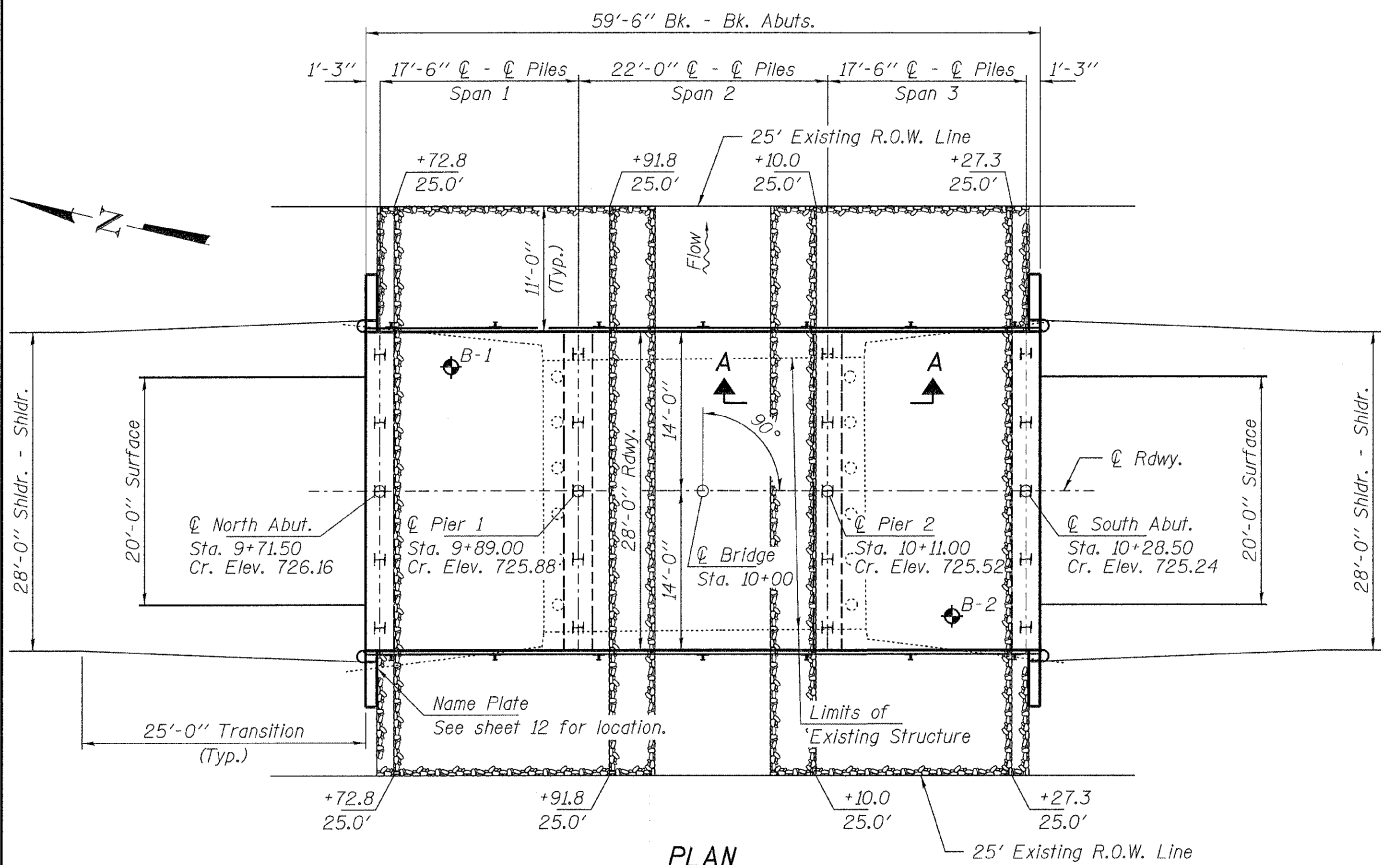 59'-6" Bk. - Bk. Abuts.
1'-3"
17'-6" ℄ - ℄ Piles
Span 1
22'-0" ℄ - ℄ Piles
Span 2
17'-6" ℄ - ℄ Piles
Span 3
1'-3"
25' Existing R.O.W. Line
+72.8
25.0'
+91.8
25.0'
+10.0
25.0'
+27.3
25.0'
N
11'-0"
(Typ.)
Flow
B-1
A
A
28'-0" Shldr. - Shldr.
20'-0" Surface
28'-0" Rdwy.
14'-0"
14'-0"
90°
℄ Rdwy.
20'-0" Surface
28'-0" Shldr. - Shldr.
℄ North Abut.
Sta. 9+71.50
Cr. Elev. 726.16
℄ Pier 1
Sta. 9+89.00
Cr. Elev. 725.88
℄ Bridge
Sta. 10+00
℄ Pier 2
Sta. 10+11.00
Cr. Elev. 725.52
℄ South Abut.
Sta. 10+28.50
Cr. Elev. 725.24
B-2
Name Plate
See sheet 12 for location.
Limits of
Existing Structure
25'-0" Transition
(Typ.)
+72.8
25.0'
+91.8
25.0'
+10.0
25.0'
+27.3
25.0'
25' Existing R.O.W. Line
PLAN